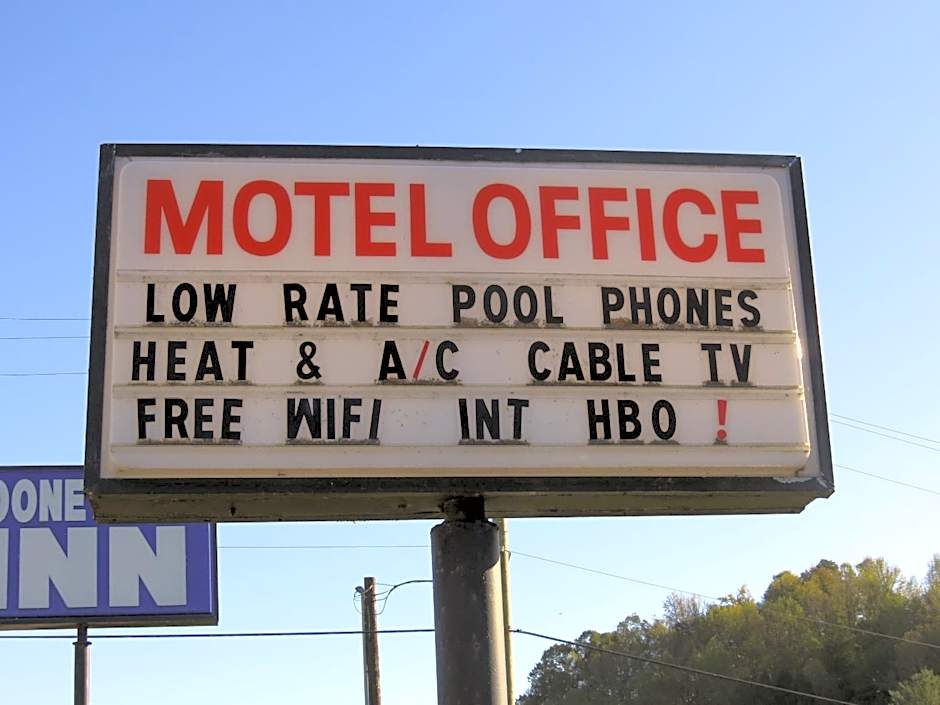 MOTEL OFFICE
LOW RATE POOL PHONES
HEAT & A/C CABLE TV
FREE WIFI INT HBO !
OONE
INN